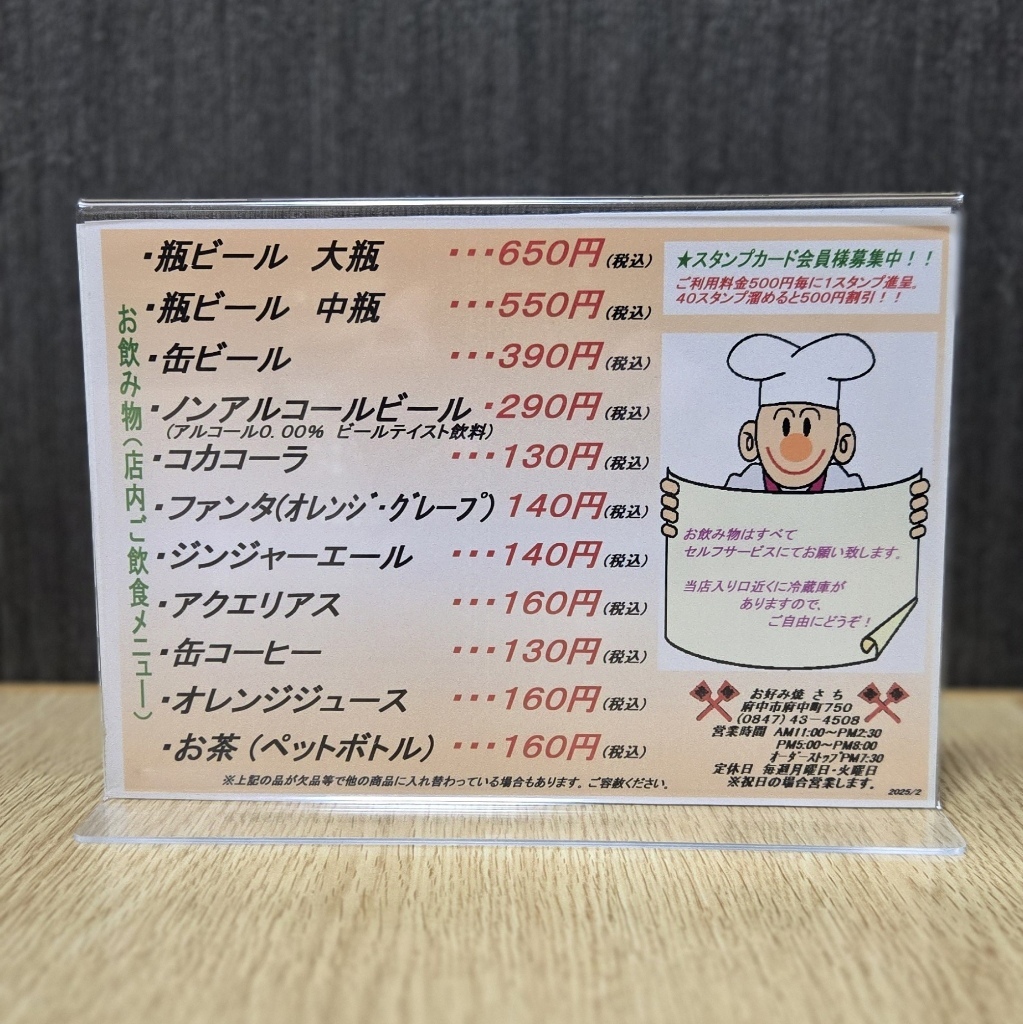 お飲み物(店内ご飲食メニュー)
・瓶ビール 大瓶 ・・・650円(税込)
・瓶ビール 中瓶 ・・・550円(税込)
・缶ビール ・・・390円(税込)
・ノンアルコールビール ・290円(税込)
(アルコール0.00% ビールテイスト飲料)
・コカコーラ ・・・130円(税込)
・ファンタ(オレンジ・グレープ) 140円(税込)
・ジンジャーエール ・・・140円(税込)
・アクエリアス ・・・160円(税込)
・缶コーヒー ・・・130円(税込)
・オレンジジュース ・・・160円(税込)
・お茶(ペットボトル) ・・・160円(税込)
※上記の品が欠品等で他の商品に入れ替わっている場合もあります。ご容赦ください。
★スタンプカード会員様募集中!!
ご利用料金500円毎に1スタンプ進呈。
40スタンプ溜めると500円割引!!
お飲み物はすべて
セルフサービスにてお願い致します。
当店入り口近くに冷蔵庫が
ありますので、
ご自由にどうぞ!
お好み焼 さち
府中市府中町750
(0847)43-4508
営業時間 AM11:00~PM2:30
PM5:00~PM8:00
オーダーストップPM7:30
定休日 毎週月曜日・火曜日
※祝日の場合営業します。
2025/2